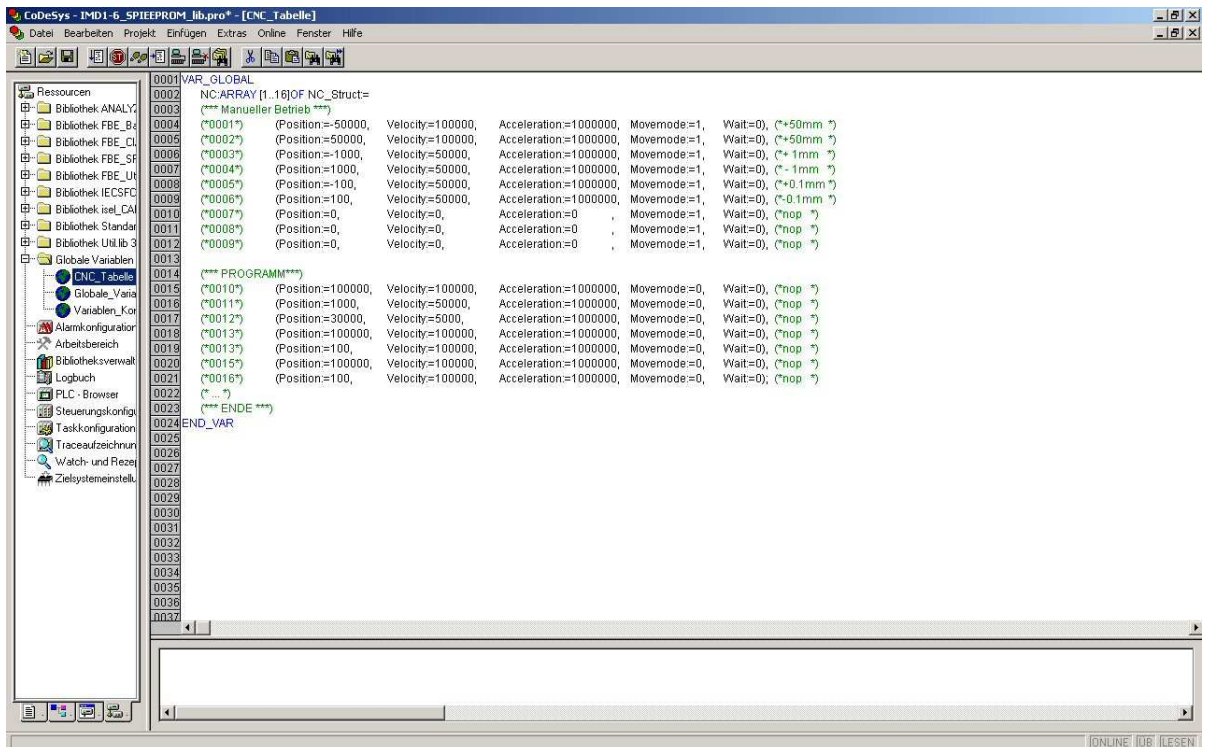 CoDeSys - IMD1-6_SPIEEPROM_lib.pro* - [CNC_Tabelle]
Datei Bearbeiten Projekt Einfügen Extras Online Fenster Hilfe
Ressourcen
Bibliothek ANALYZ
Bibliothek FBE_Ba
Bibliothek FBE_CL
Bibliothek FBE_SF
Bibliothek FBE_Ut
Bibliothek IECSFC
Bibliothek isel_CAN
Bibliothek Standar
Bibliothek Util.lib 3
Globale Variablen
CNC_Tabelle
Globale_Varia
Variablen_Kon
Alarmkonfiguration
Arbeitsbereich
Bibliotheksverwalt
Logbuch
PLC - Browser
Steuerungskonfigu
Taskkonfiguration
Traceaufzeichnun
Watch- und Rezep
Zielsystemeinstellu
0001 VAR_GLOBAL
0002 NC:ARRAY [1..16]OF NC_Struct:=
0003 (*** Manueller Betrieb ***)
0004 (*0001*) (Position:=-50000, Velocity:=100000, Acceleration:=1000000, Movemode:=1, Wait:=0), (*+50mm *)
0005 (*0002*) (Position:=50000, Velocity:=100000, Acceleration:=1000000, Movemode:=1, Wait:=0), (*+50mm *)
0006 (*0003*) (Position:=-1000, Velocity:=50000, Acceleration:=1000000, Movemode:=1, Wait:=0), (*+ 1mm *)
0007 (*0004*) (Position:=1000, Velocity:=50000, Acceleration:=1000000, Movemode:=1, Wait:=0), (*- 1mm *)
0008 (*0005*) (Position:=-100, Velocity:=50000, Acceleration:=1000000, Movemode:=1, Wait:=0), (*+0.1mm *)
0009 (*0006*) (Position:=100, Velocity:=50000, Acceleration:=1000000, Movemode:=1, Wait:=0), (*-0.1mm *)
0010 (*0007*) (Position:=0, Velocity:=0, Acceleration:=0 , Movemode:=1, Wait:=0), (*nop *)
0011 (*0008*) (Position:=0, Velocity:=0, Acceleration:=0 , Movemode:=1, Wait:=0), (*nop *)
0012 (*0009*) (Position:=0, Velocity:=0, Acceleration:=0 , Movemode:=1, Wait:=0), (*nop *)
0013
0014 (*** PROGRAMM***)
0015 (*0010*) (Position:=100000, Velocity:=100000, Acceleration:=1000000, Movemode:=0, Wait:=0), (*nop *)
0016 (*0011*) (Position:=1000, Velocity:=50000, Acceleration:=1000000, Movemode:=0, Wait:=0), (*nop *)
0017 (*0012*) (Position:=30000, Velocity:=5000, Acceleration:=1000000, Movemode:=0, Wait:=0), (*nop *)
0018 (*0013*) (Position:=100000, Velocity:=100000, Acceleration:=1000000, Movemode:=0, Wait:=0), (*nop *)
0019 (*0013*) (Position:=100, Velocity:=100000, Acceleration:=1000000, Movemode:=0, Wait:=0), (*nop *)
0020 (*0015*) (Position:=100000, Velocity:=100000, Acceleration:=1000000, Movemode:=0, Wait:=0), (*nop *)
0021 (*0016*) (Position:=100, Velocity:=100000, Acceleration:=1000000, Movemode:=0, Wait:=0); (*nop *)
0022 (* ... *)
0023 (*** ENDE ***)
0024 END_VAR
0025
0026
0027
0028
0029
0030
0031
0032
0033
0034
0035
0036
0037
ONLINE ÜB LESEN